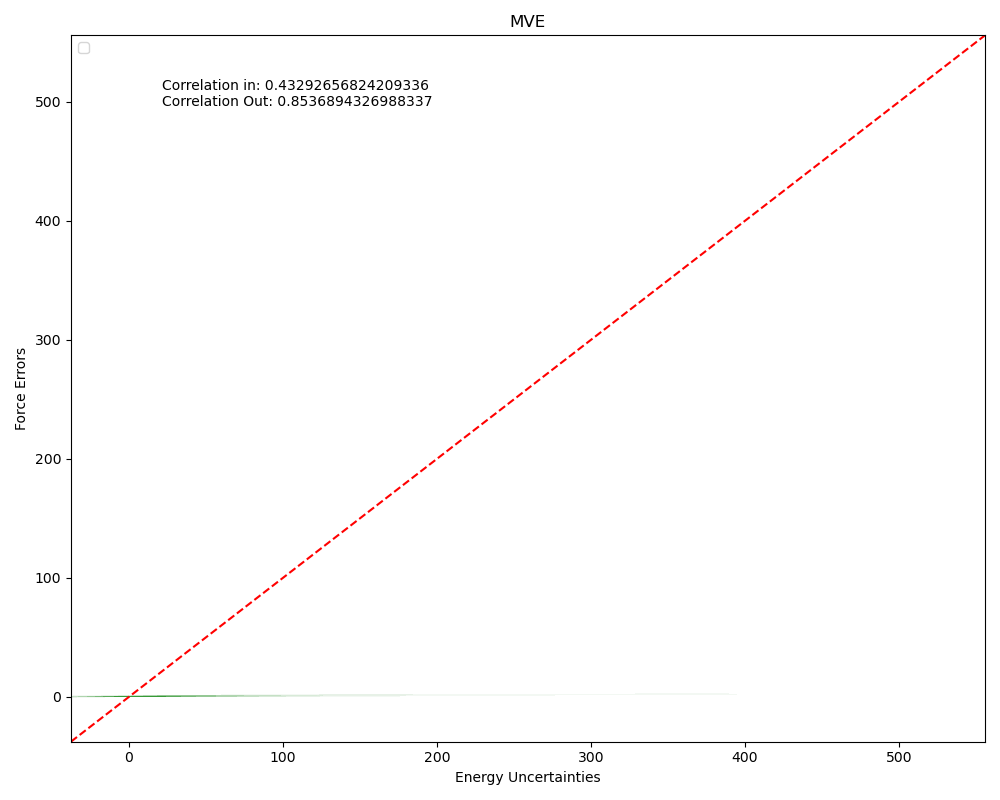 MVE
Correlation in: 0.43292656824209336
Correlation Out: 0.8536894326988337
500
400
300
200
100
0
Force Errors
0 100 200 300 400 500
Energy Uncertainties